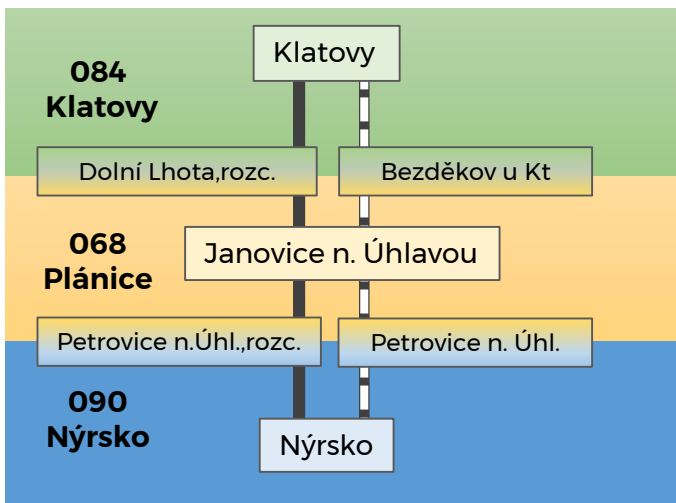 Klatovy
084
Klatovy
Dolní Lhota,rozc.
Bezděkov u Kt
068
Plánice
Janovice n. Úhlavou
Petrovice n.Úhl.,rozc.
Petrovice n. Úhl.
090
Nýrsko
Nýrsko